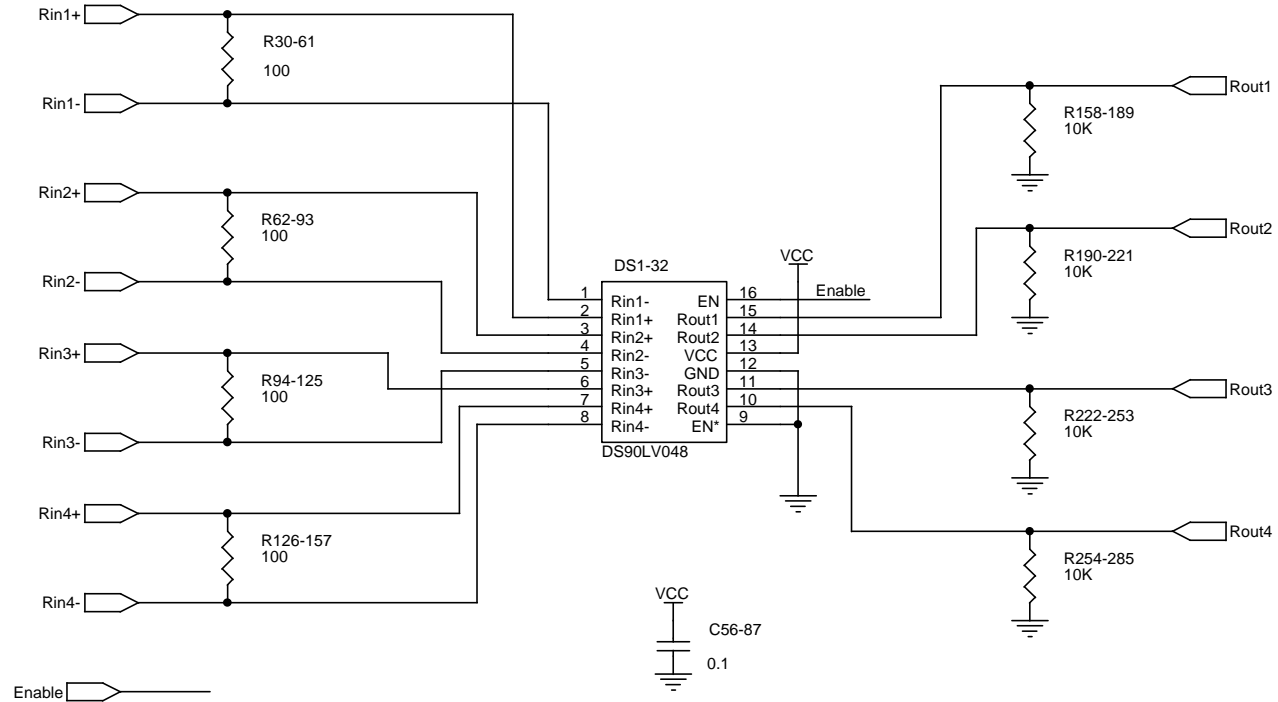 Rin1+
R30-61
100
Rin1-
Rin2+
R62-93
100
Rin2-
Rin3+
R94-125
100
Rin3-
Rin4+
R126-157
100
Rin4-
Enable
DS1-32
1 Rin1- EN 16 Enable
2 Rin1+ Rout1 15
3 Rin2+ Rout2 14
4 Rin2- VCC 13
5 Rin3- GND 12
6 Rin3+ Rout3 11
7 Rin4+ Rout4 10
8 Rin4- EN* 9
DS90LV048
VCC
VCC
C56-87
0.1
Rout1
R158-189
10K
Rout2
R190-221
10K
Rout3
R222-253
10K
Rout4
R254-285
10K